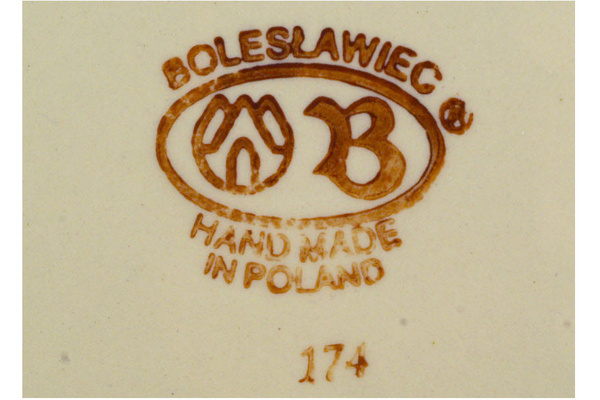 BOLESŁAWIEC
®
B
HAND MADE
IN POLAND
174